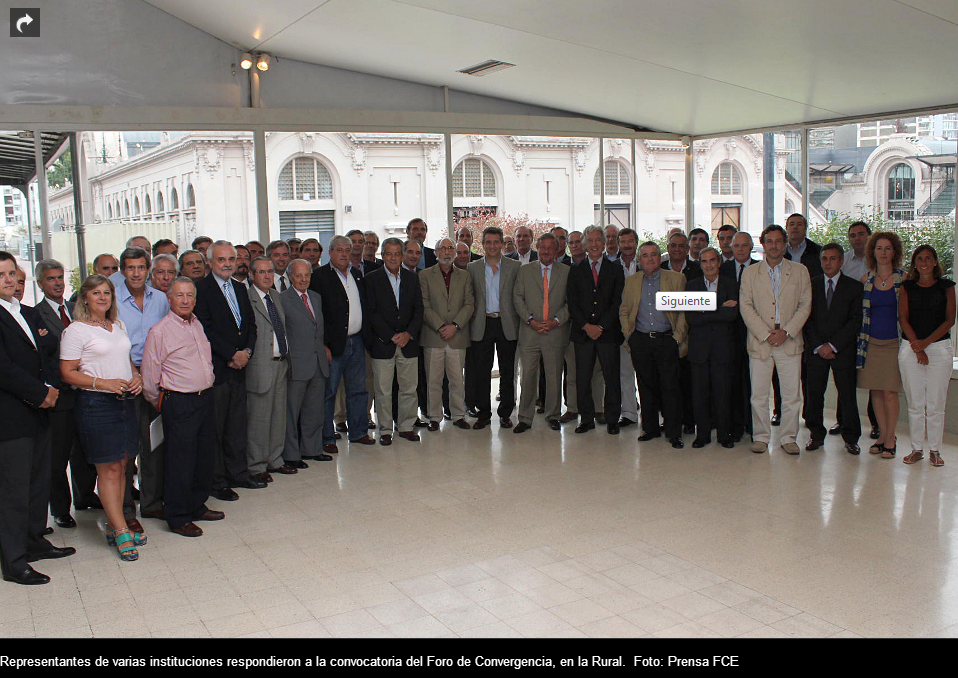 Siguiente
Representantes de varias instituciones respondieron a la convocatoria del Foro de Convergencia, en la Rural.  Foto: Prensa FCE